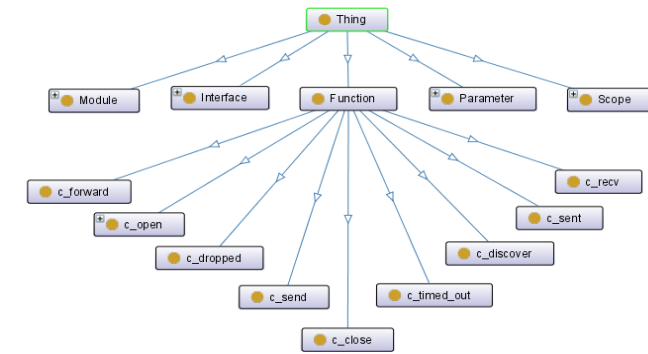 Thing
Module
Interface
Function
Parameter
Scope
c_forward
c_open
c_dropped
c_send
c_close
c_timed_out
c_discover
c_sent
c_recv